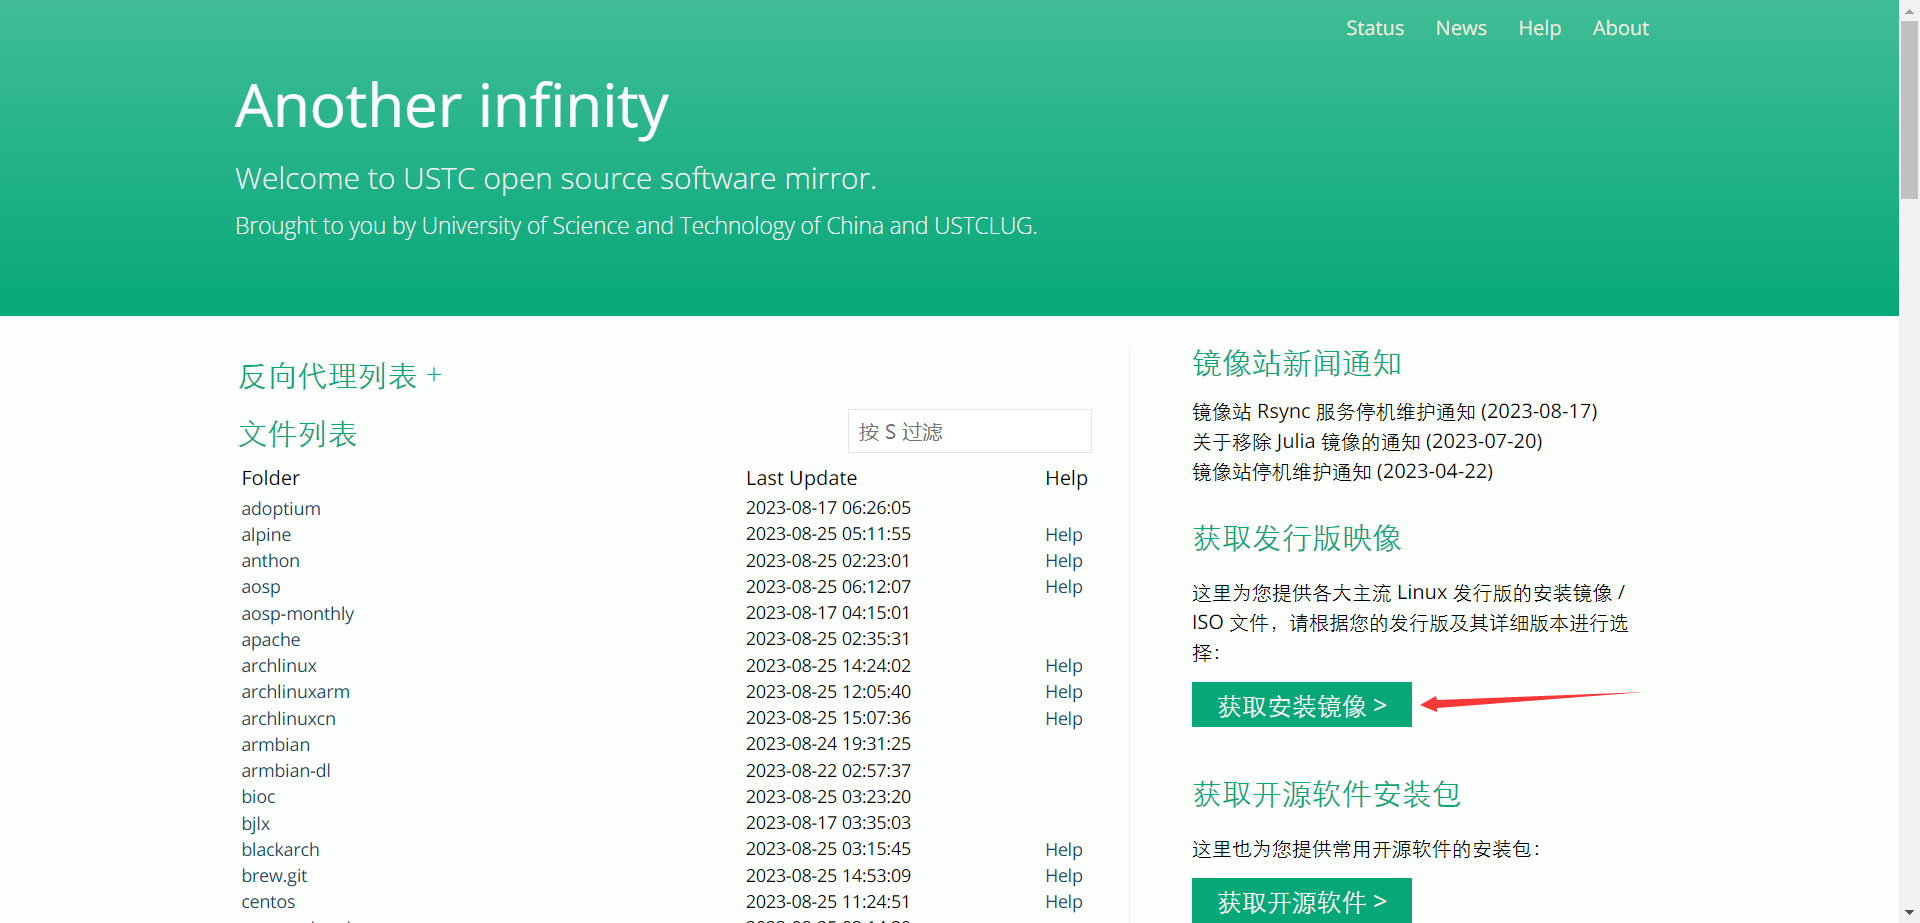 Status News Help About
Another infinity
Welcome to USTC open source software mirror.
Brought to you by University of Science and Technology of China and USTCLUG.
反向代理列表 +
文件列表
按 S 过滤
Folder Last Update Help
adoptium 2023-08-17 06:26:05
alpine 2023-08-25 05:11:55 Help
anthon 2023-08-25 02:23:01 Help
aosp 2023-08-25 06:12:07 Help
aosp-monthly 2023-08-17 04:15:01
apache 2023-08-25 02:35:31
archlinux 2023-08-25 14:24:02 Help
archlinuxarm 2023-08-25 12:05:40 Help
archlinuxcn 2023-08-25 15:07:36 Help
armbian 2023-08-24 19:31:25
armbian-dl 2023-08-22 02:57:37
bioc 2023-08-25 03:23:20
bjlx 2023-08-17 03:35:03
blackarch 2023-08-25 03:15:45 Help
brew.git 2023-08-25 14:53:09 Help
centos 2023-08-25 11:24:51 Help
镜像站新闻通知
镜像站 Rsync 服务停机维护通知 (2023-08-17)
关于移除 Julia 镜像的通知 (2023-07-20)
镜像站停机维护通知 (2023-04-22)
获取发行版映像
这里为您提供各大主流 Linux 发行版的安装镜像 /
ISO 文件，请根据您的发行版及其详细版本进行选
择：
获取安装镜像 >
获取开源软件安装包
这里也为您提供常用开源软件的安装包：
获取开源软件 >